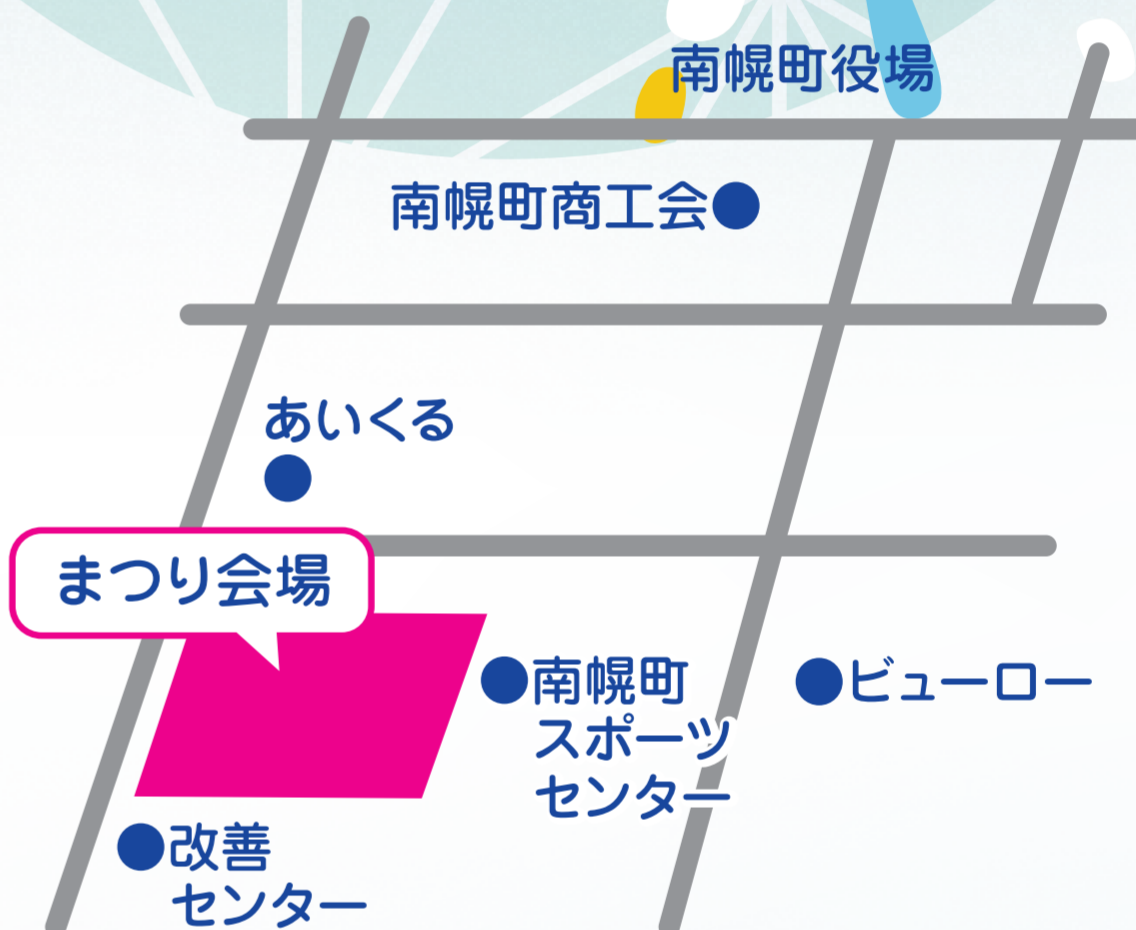 南幌町役場
南幌町商工会
あいくる
まつり会場
南幌町
スポーツ
センター
ビューロー
改善
センター